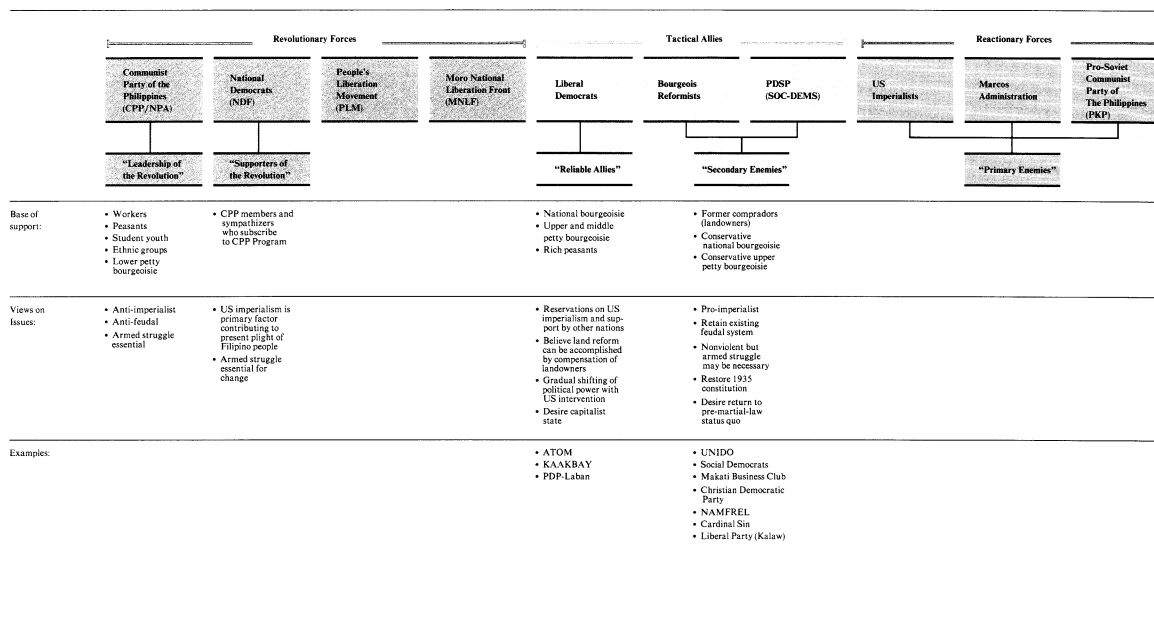 Revolutionary Forces
Tactical Allies
Reactionary Forces
Communist
Party of the
Philippines
(CPP/NPA)
National
Democrats
(NDF)
People's
Liberation
Movement
(PLM)
Moro National
Liberation Front
(MNLF)
Liberal
Democrats
Bourgeois
Reformists
PDSP
(SOC-DEMS)
US
Imperialists
Marcos
Administration
Pro-Soviet
Communist
Party of
The Philippines
(PKP)
"Leadership of
the Revolution"
"Supporters of
the Revolution"
"Reliable Allies"
"Secondary Enemies"
"Primary Enemies"
Base of
support:
• Workers
• Peasants
• Student youth
• Ethnic groups
• Lower petty
bourgeoisie
• CPP members and
sympathizers
who subscribe
to CPP Program
• National bourgeoisie
• Upper and middle
petty bourgeoisie
• Rich peasants
• Former compradors
(landowners)
• Conservative
national bourgeoisie
• Conservative upper
petty bourgeoisie
Views on
Issues:
• Anti-imperialist
• Anti-feudal
• Armed struggle
essential
• US imperialism is
primary factor
contributing to
present plight of
Filipino people
• Armed struggle
essential for
change
• Reservations on US
imperialism and sup-
port by other nations
• Believe land reform
can be accomplished
by compensation of
landowners
• Gradual shifting of
political power with
US intervention
• Desire capitalist
state
• Pro-imperialist
• Retain existing
feudal system
• Nonviolent but
armed struggle
may be necessary
• Restore 1935
constitution
• Desire return to
pre-martial-law
status quo
Examples:
• ATOM
• KAAKBAY
• PDP-Laban
• UNIDO
• Social Democrats
• Makati Business Club
• Christian Democratic
Party
• NAMFREL
• Cardinal Sin
• Liberal Party (Kalaw)